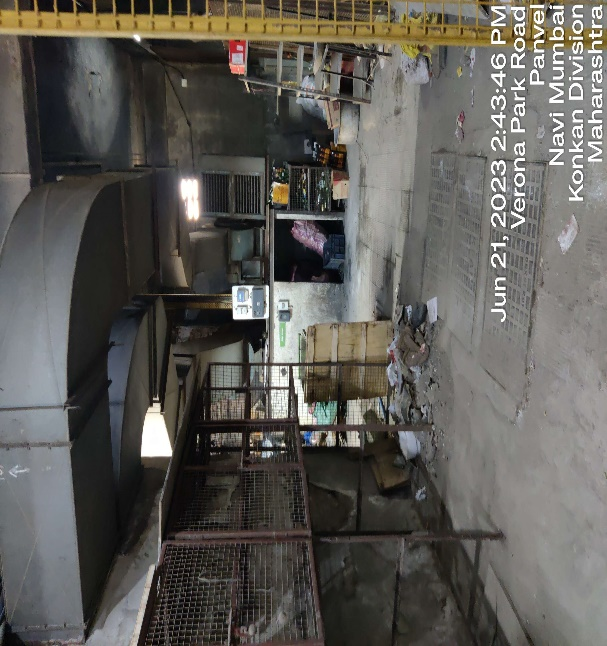 Jun 21, 2023 2:43:46 PM
Verona Park Road
Panvel
Navi Mumbai
Konkan Division
Maharashtra